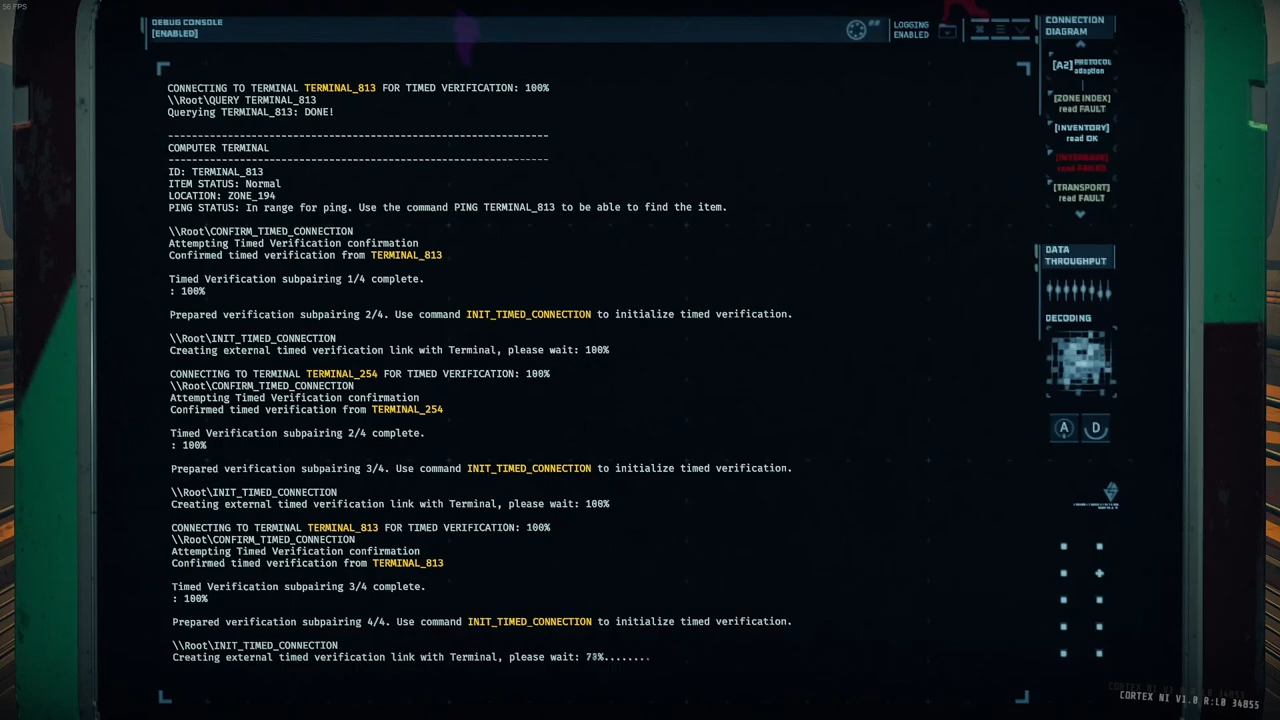 56 FPS
DEBUG CONSOLE
[ENABLED]
LOGGING
ENABLED
CONNECTING TO TERMINAL TERMINAL_813 FOR TIMED VERIFICATION: 100%
\\Root\QUERY TERMINAL_813
Querying TERMINAL_813: DONE!
----------------------------------------------------------------
COMPUTER TERMINAL
----------------------------------------------------------------
ID: TERMINAL_813
ITEM STATUS: Normal
LOCATION: ZONE_194
PING STATUS: In range for ping. Use the command PING TERMINAL_813 to be able to find the item.
\\Root\CONFIRM_TIMED_CONNECTION
Attempting Timed Verification confirmation
Confirmed timed verification from TERMINAL_813
Timed Verification subpairing 1/4 complete.
: 100%
Prepared verification subpairing 2/4. Use command INIT_TIMED_CONNECTION to initialize timed verification.
\\Root\INIT_TIMED_CONNECTION
Creating external timed verification link with Terminal, please wait: 100%
CONNECTING TO TERMINAL TERMINAL_254 FOR TIMED VERIFICATION: 100%
\\Root\CONFIRM_TIMED_CONNECTION
Attempting Timed Verification confirmation
Confirmed timed verification from TERMINAL_254
Timed Verification subpairing 2/4 complete.
: 100%
Prepared verification subpairing 3/4. Use command INIT_TIMED_CONNECTION to initialize timed verification.
\\Root\INIT_TIMED_CONNECTION
Creating external timed verification link with Terminal, please wait: 100%
CONNECTING TO TERMINAL TERMINAL_813 FOR TIMED VERIFICATION: 100%
\\Root\CONFIRM_TIMED_CONNECTION
Attempting Timed Verification confirmation
Confirmed timed verification from TERMINAL_813
Timed Verification subpairing 3/4 complete.
: 100%
Prepared verification subpairing 4/4. Use command INIT_TIMED_CONNECTION to initialize timed verification.
\\Root\INIT_TIMED_CONNECTION
Creating external timed verification link with Terminal, please wait:
CONNECTION
DIAGRAM
[A2] PROTOCOL
adaption
[ZONE INDEX]
read FAULT
[INVENTORY]
read OK
read FAILED
[TRANSPORT]
read FAULT
DATA
THROUGHPUT
DECODING
A D
CORTEX NI V1.0 R:L0 34855